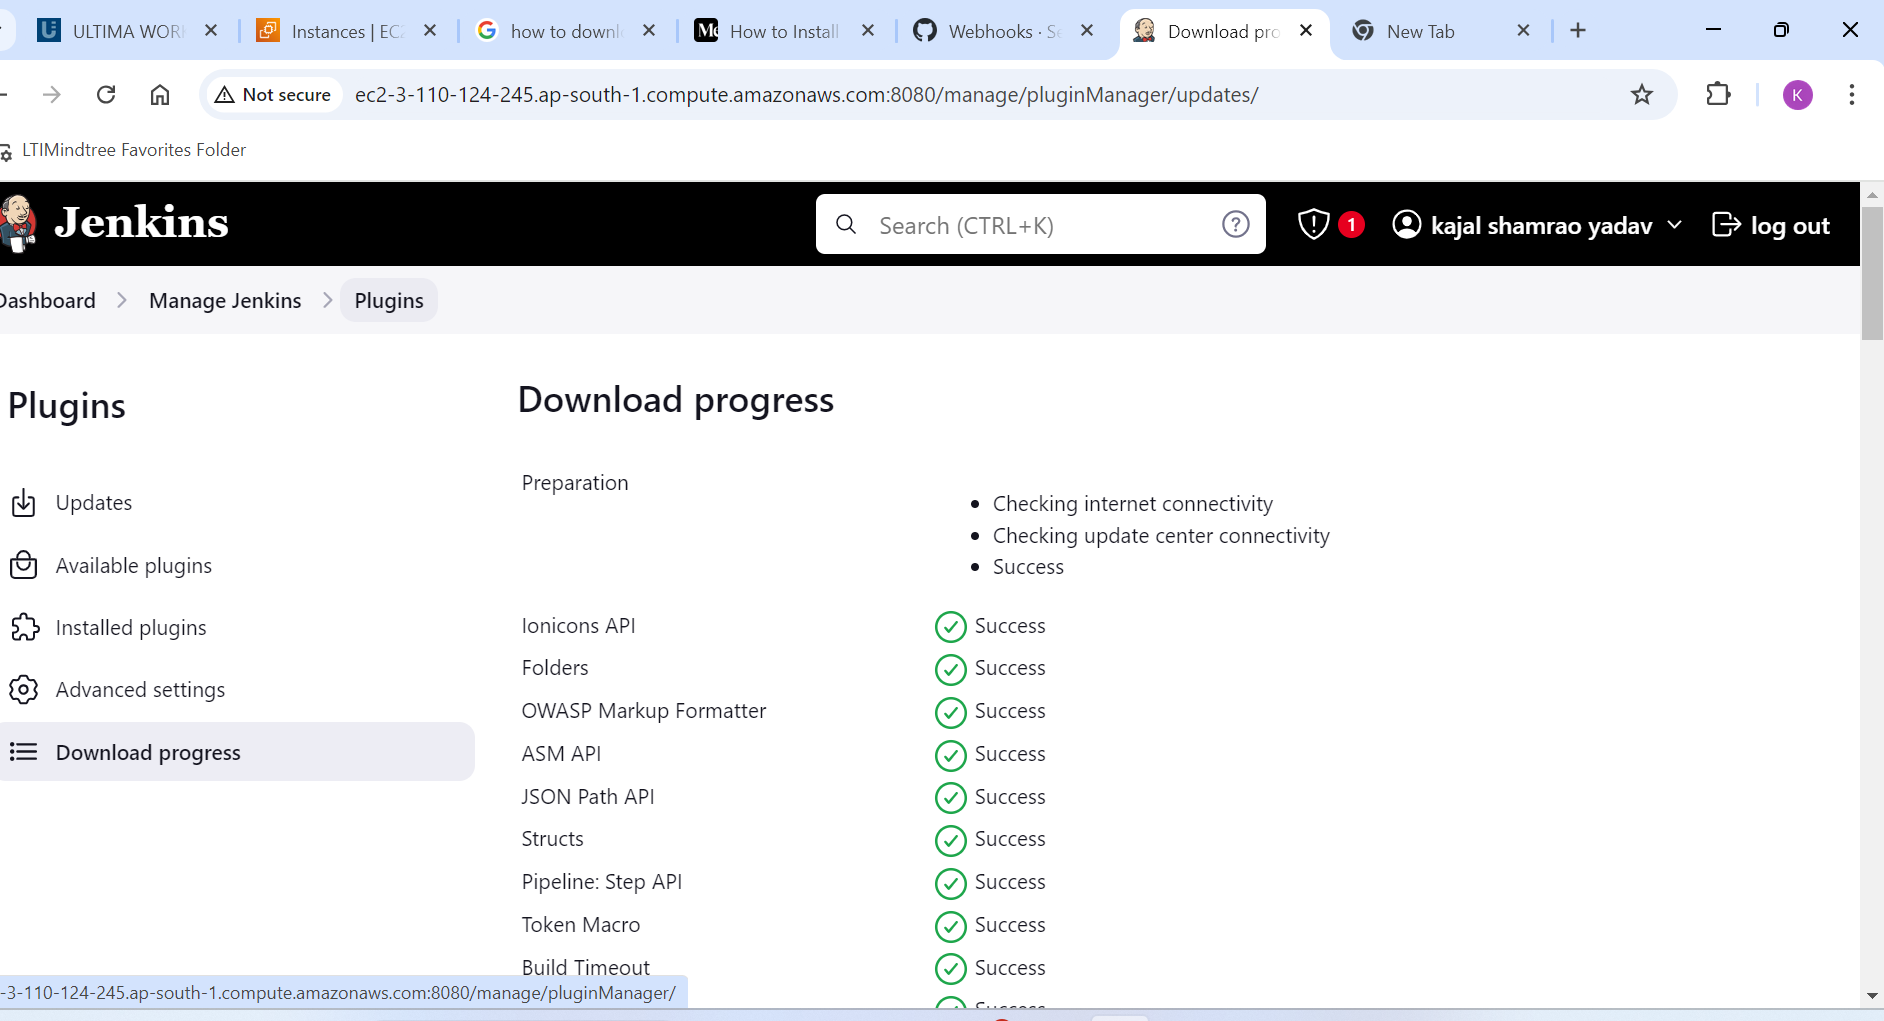 ULTIMA WOR
Instances | EC2
how to downl
Me
How to Install
Webhooks · Se
Download pro
New Tab
Not secure
ec2-3-110-124-245.ap-south-1.compute.amazonaws.com:8080/manage/pluginManager/updates/
K
LTIMindtree Favorites Folder
Jenkins
Search (CTRL+K)
1
kajal shamrao yadav
log out
Dashboard
Manage Jenkins
Plugins
Plugins
Updates
Available plugins
Installed plugins
Advanced settings
Download progress
Download progress
Preparation
• Checking internet connectivity
• Checking update center connectivity
• Success
Ionicons API Success
Folders Success
OWASP Markup Formatter Success
ASM API Success
JSON Path API Success
Structs Success
Pipeline: Step API Success
Token Macro Success
Build Timeout Success
Success
-3-110-124-245.ap-south-1.compute.amazonaws.com:8080/manage/pluginManager/